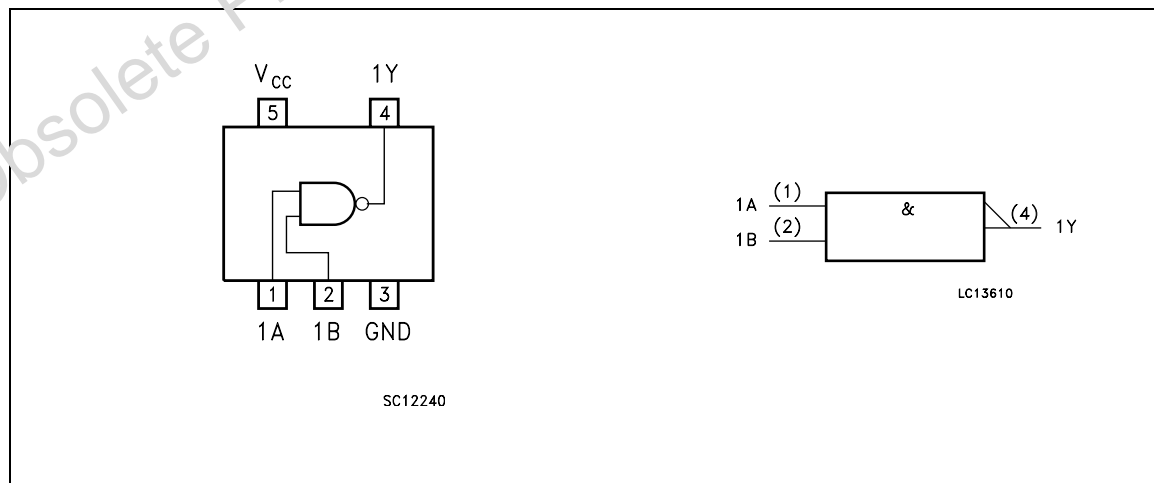 Obsolete
VCC 1Y
5 4
1 2 3
1A 1B GND
SC12240
1A (1)
1B (2)
&
(4) 1Y
LC13610